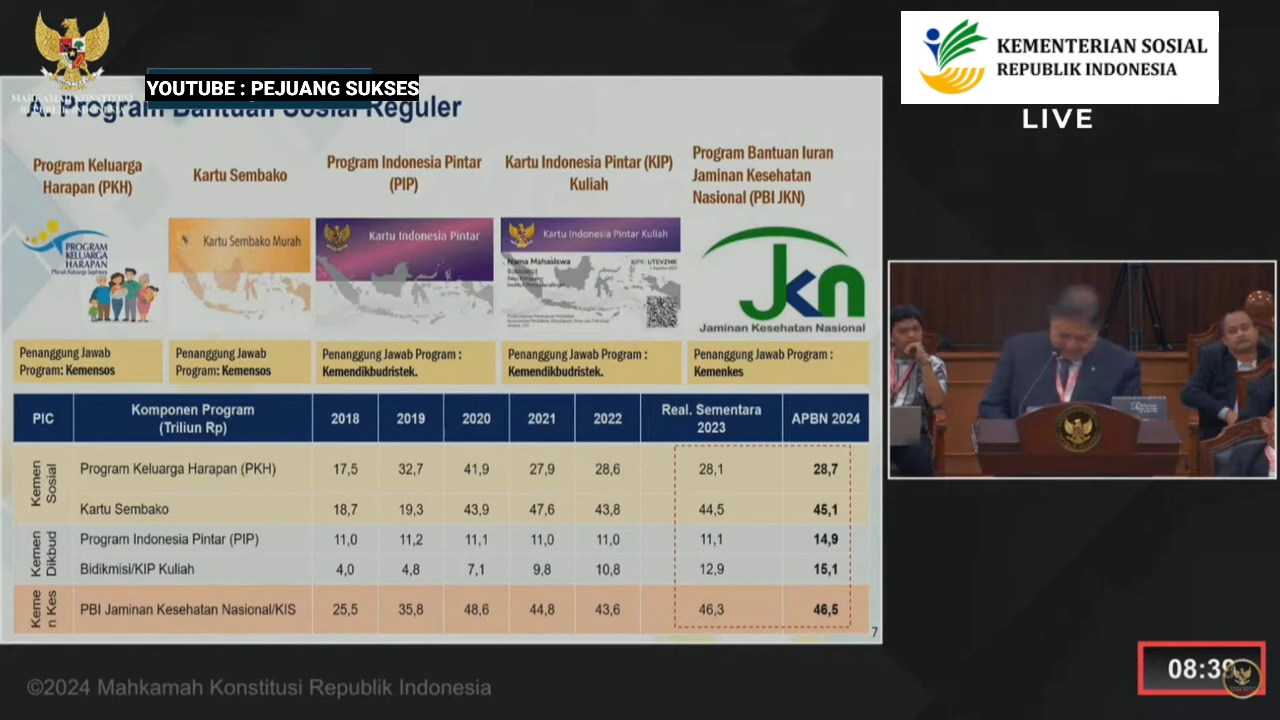 MAHKAMAH KONSTITUSI
REPUBLIK INDONESIA
YOUTUBE : PEJUANG SUKSES
A. Program Bantuan Sosial Reguler
KEMENTERIAN SOSIAL
REPUBLIK INDONESIA
LIVE
Program Keluarga
Harapan (PKH)
Kartu Sembako
Program Indonesia Pintar
(PIP)
Kartu Indonesia Pintar (KIP)
Kuliah
Program Bantuan Iuran
Jaminan Kesehatan
Nasional (PBI JKN)
PROGRAM
KELUARGA
HARAPAN
Kartu Sembako Murah
Kartu Indonesia Pintar
Kartu Indonesia Pintar Kuliah
Nama Mahasiswa
Jkn
Jaminan Kesehatan Nasional
Penanggung Jawab
Program: Kemensos
Penanggung Jawab
Program: Kemensos
Penanggung Jawab Program :
Kemendikbudristek.
Penanggung Jawab Program :
Kemendikbudristek.
Penanggung Jawab Program :
Kemenkes
PIC Komponen Program (Triliun Rp) 2018 2019 2020 2021 2022 Real. Sementara 2023 APBN 2024
Kemen Sosial
Program Keluarga Harapan (PKH) 17,5 32,7 41,9 27,9 28,6 28,1 28,7
Kartu Sembako 18,7 19,3 43,9 47,6 43,8 44,5 45,1
Kemen Dikbud
Program Indonesia Pintar (PIP) 11,0 11,2 11,1 11,0 11,0 11,1 14,9
Bidikmisi/KIP Kuliah 4,0 4,8 7,1 9,8 10,8 12,9 15,1
Keme n Kes
PBI Jaminan Kesehatan Nasional/KIS 25,5 35,8 48,6 44,8 43,6 46,3 46,5
7
©2024 Mahkamah Konstitusi Republik Indonesia
08:39